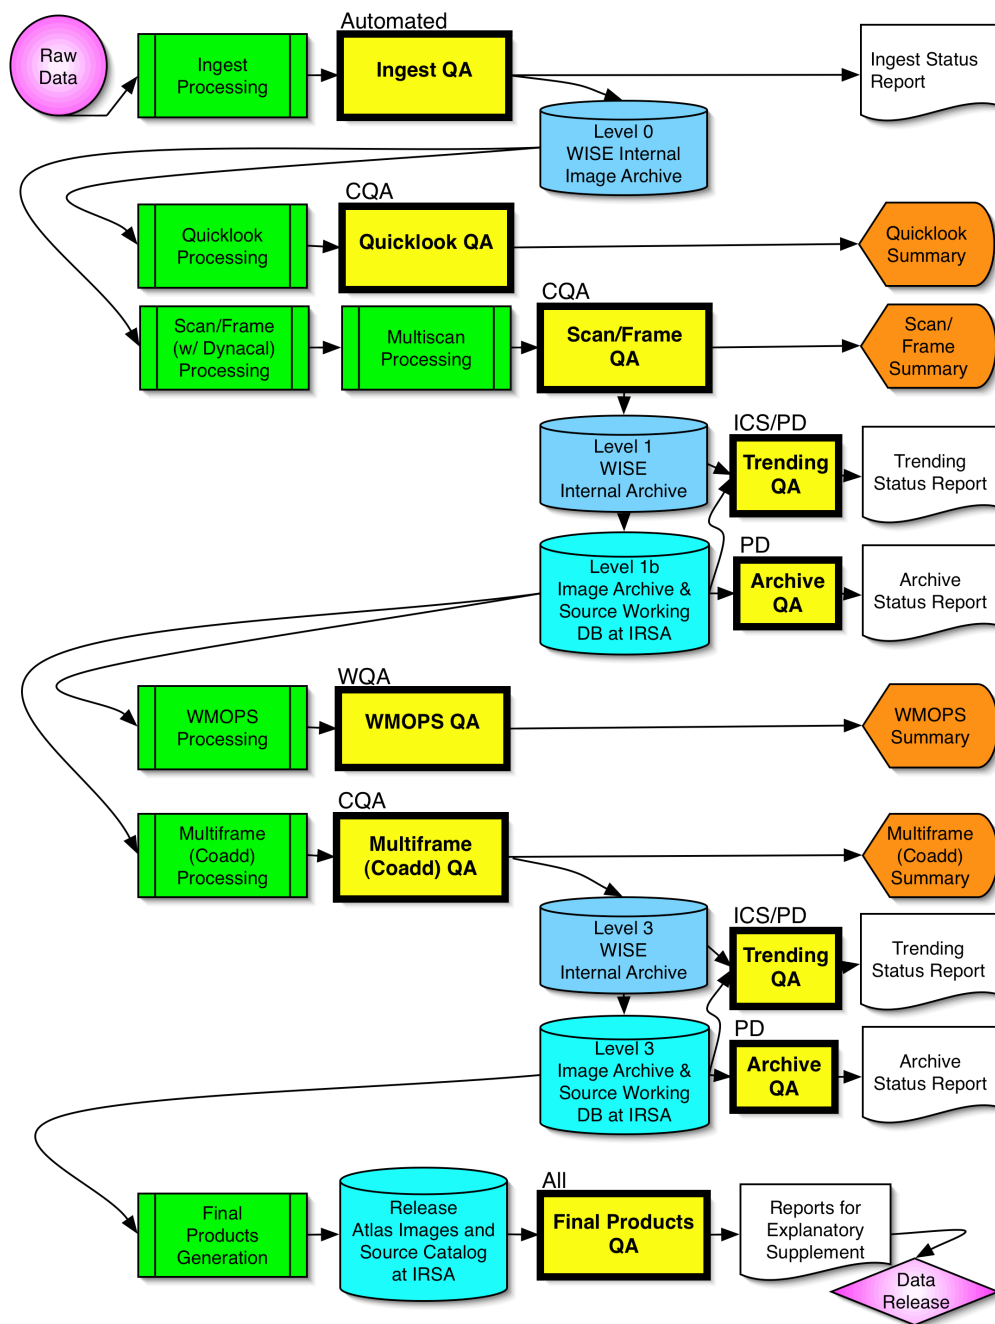 Automated
Raw
Data
Ingest
Processing
Ingest QA
Ingest Status
Report
Level 0
WISE Internal
Image Archive
CQA
Quicklook
Processing
Quicklook QA
Quicklook
Summary
CQA
Scan/Frame
(w/ Dynacal)
Processing
Multiscan
Processing
Scan/Frame
QA
Scan/
Frame
Summary
Level 1
WISE
Internal Archive
ICS/PD
Trending
QA
Trending
Status Report
Level 1b
Image Archive &
Source Working
DB at IRSA
PD
Archive
QA
Archive
Status Report
WQA
WMOPS
Processing
WMOPS QA
WMOPS
Summary
CQA
Multiframe
(Coadd)
Processing
Multiframe
(Coadd) QA
Multiframe
(Coadd)
Summary
Level 3
WISE
Internal Archive
ICS/PD
Trending
QA
Trending
Status Report
Level 3
Image Archive &
Source Working
DB at IRSA
PD
Archive
QA
Archive
Status Report
Final
Products
Generation
Release
Atlas Images and
Source Catalog
at IRSA
All
Final Products
QA
Reports for
Explanatory
Supplement
Data
Release